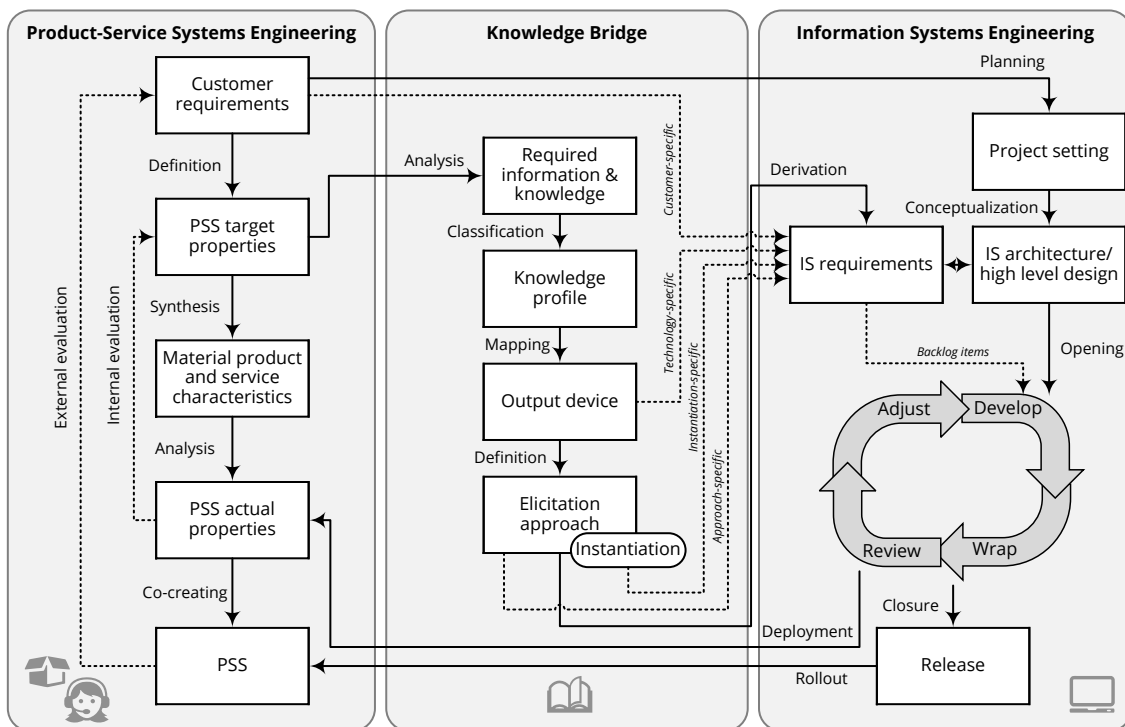 Product-Service Systems Engineering
Knowledge Bridge
Information Systems Engineering
Customer
requirements
Planning
Definition
Analysis
Required
information &
knowledge
Customer-specific
Derivation
Project setting
PSS target
properties
Classification
Conceptualization
IS requirements
IS architecture/
high level design
Knowledge
profile
Synthesis
External evaluation
Internal evaluation
Mapping
Technology-specific
Instantiation-specific
Approach-specific
Backlog items
Opening
Material product
and service
characteristics
Output device
Adjust
Develop
Analysis
Definition
PSS actual
properties
Elicitation
approach
Instantiation
Review
Wrap
Co-creating
Closure
Deployment
PSS
Rollout
Release